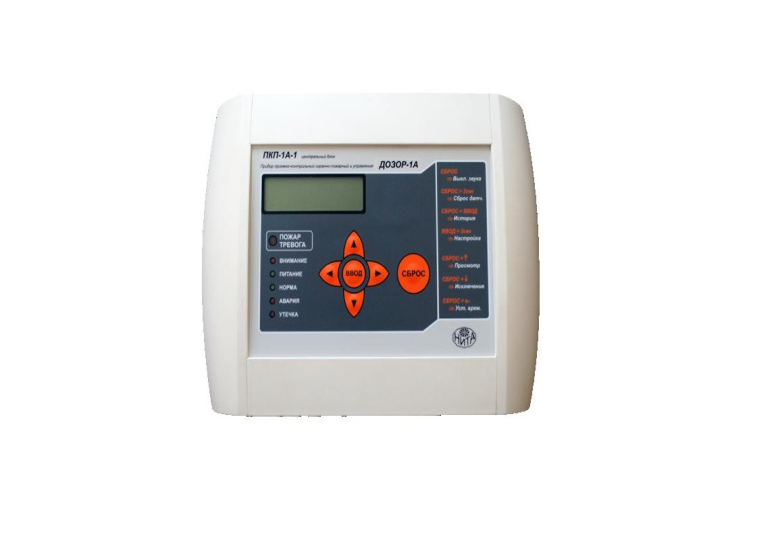 ПКП-1А-1 центральный блок
Прибор приемно-контрольный охранно-пожарный и управления ДОЗОР-1А
ПОЖАР
ТРЕВОГА
ВНИМАНИЕ
ПИТАНИЕ
НОРМА
АВАРИЯ
УТЕЧКА
ВВОД
СБРОС
СБРОС
Выкл. звука
СБРОС > 3сек
Сброс датч.
СБРОС + ВВОД
История
ВВОД > 3сек
Настройка
СБРОС + ↑
Просмотр
СБРОС + ↓
Исключение
СБРОС +
Уст. врем.
НИТА